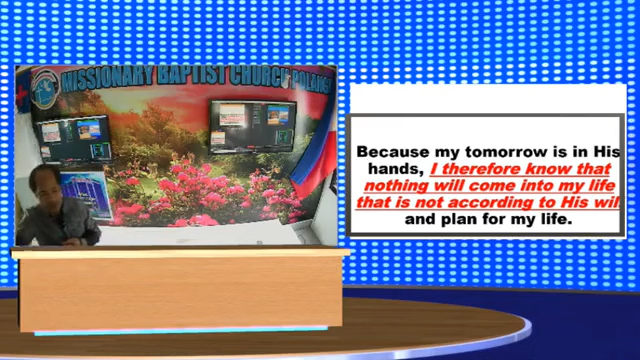 MISSIONARY BAPTIST CHURCH POLANGUI
Because my tomorrow is in His
hands, I therefore know that
nothing will come into my life
that is not according to His wil
and plan for my life.